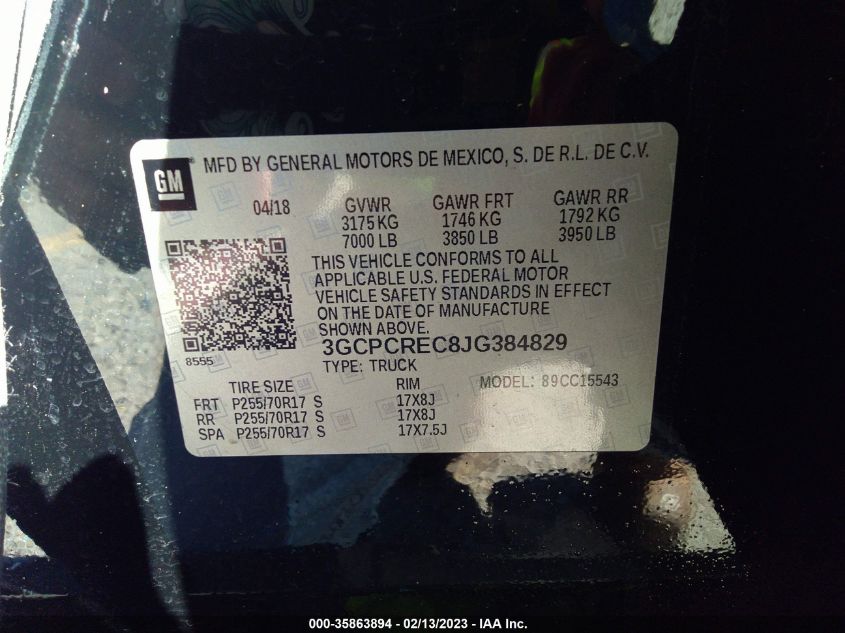 GM
MFD BY GENERAL MOTORS DE MEXICO, S. DE R.L. DE C.V.
04/18 GVWR GAWR FRT GAWR RR
3175 KG 1746 KG 1792 KG
7000 LB 3850 LB 3950 LB
THIS VEHICLE CONFORMS TO ALL
APPLICABLE U.S. FEDERAL MOTOR
VEHICLE SAFETY STANDARDS IN EFFECT
ON THE DATE OF MANUFACTURE
SHOWN ABOVE.
8555
3GCPCREC8JG384829
TYPE: TRUCK MODEL: 89CC15543
TIRE SIZE RIM
FRT P255/70R17 S 17X8J
RR P255/70R17 S 17X8J
SPA P255/70R17 S 17X7.5J
000-35863894 - 02/13/2023 - IAA Inc.